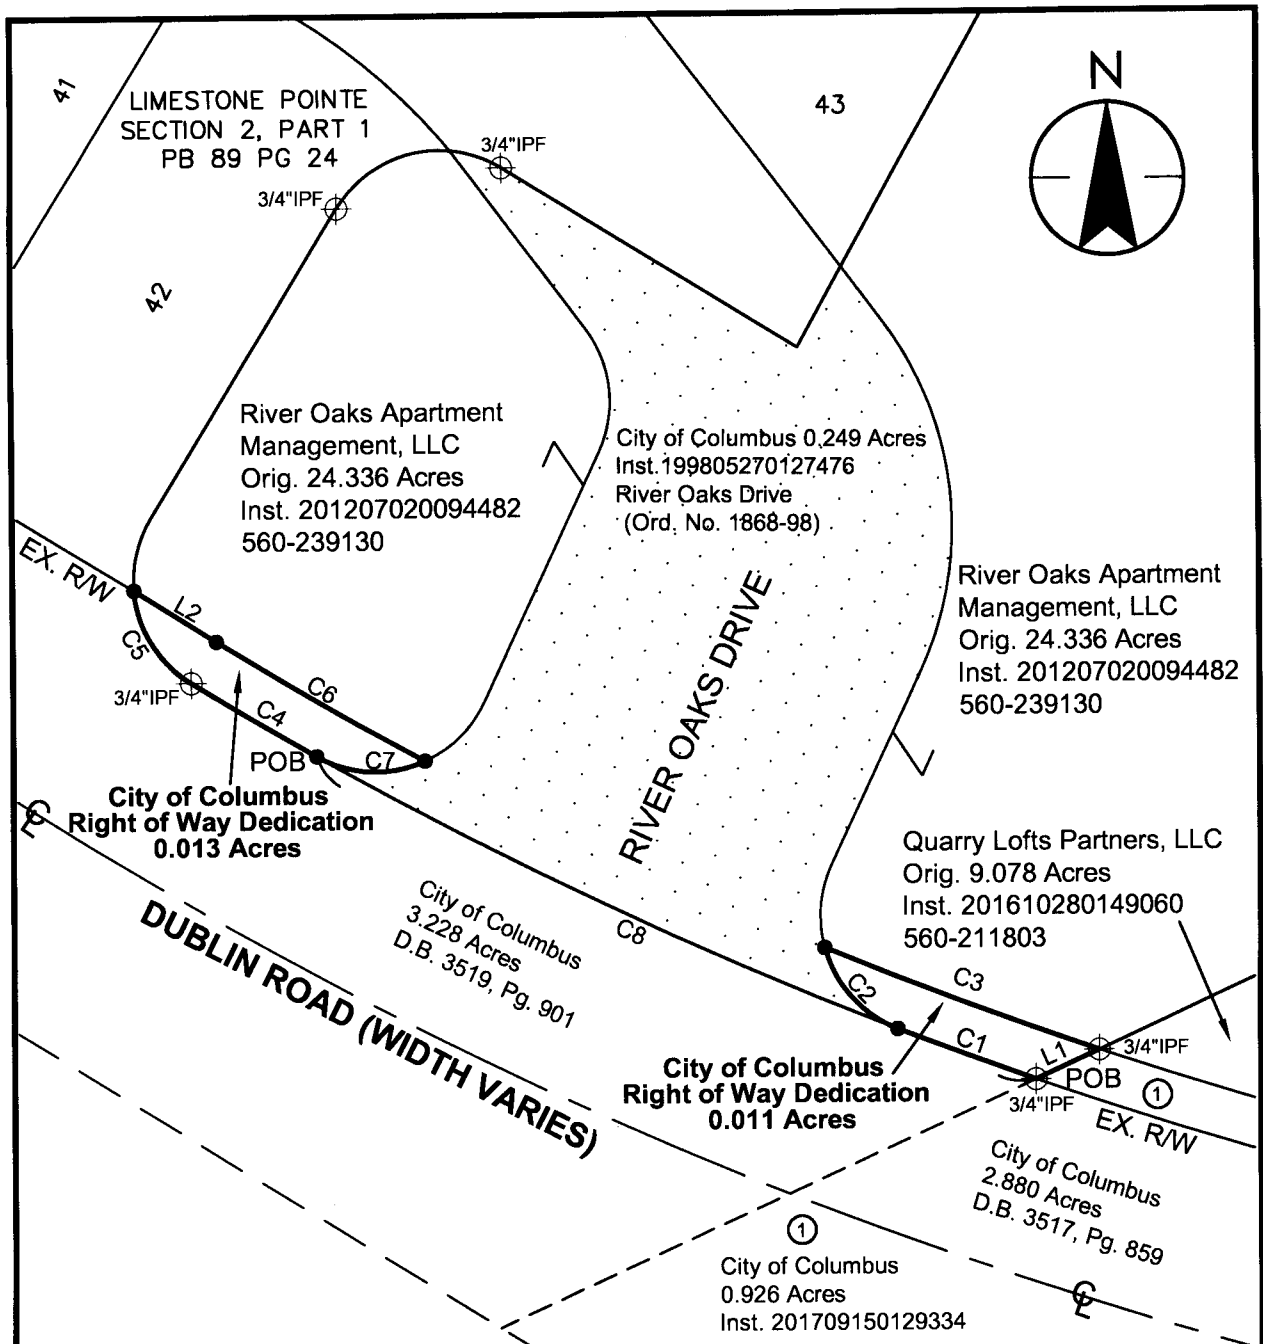 N
41
LIMESTONE POINTE
SECTION 2, PART 1
PB 89 PG 24
43
3/4"IPF
3/4"IPF
42
River Oaks Apartment
Management, LLC
Orig. 24.336 Acres
Inst. 201207020094482
560-239130
City of Columbus 0.249 Acres
Inst.199805270127476
River Oaks Drive
(Ord. No. 1868-98)
EX. R/W
L2
C5
C6
3/4"IPF
C4
POB
C7
RIVER OAKS DRIVE
River Oaks Apartment
Management, LLC
Orig. 24.336 Acres
Inst. 201207020094482
560-239130
City of Columbus
Right of Way Dedication
0.013 Acres
CL
Quarry Lofts Partners, LLC
Orig. 9.078 Acres
Inst. 201610280149060
560-211803
City of Columbus
3.228 Acres
D.B. 3519, Pg. 901
C8
DUBLIN ROAD (WIDTH VARIES)
C3
C2
C1
L1
3/4"IPF
POB
3/4"IPF
1
EX. R/W
City of Columbus
Right of Way Dedication
0.011 Acres
City of Columbus
2.880 Acres
D.B. 3517, Pg. 859
1
City of Columbus
0.926 Acres
Inst. 201709150129334
CL